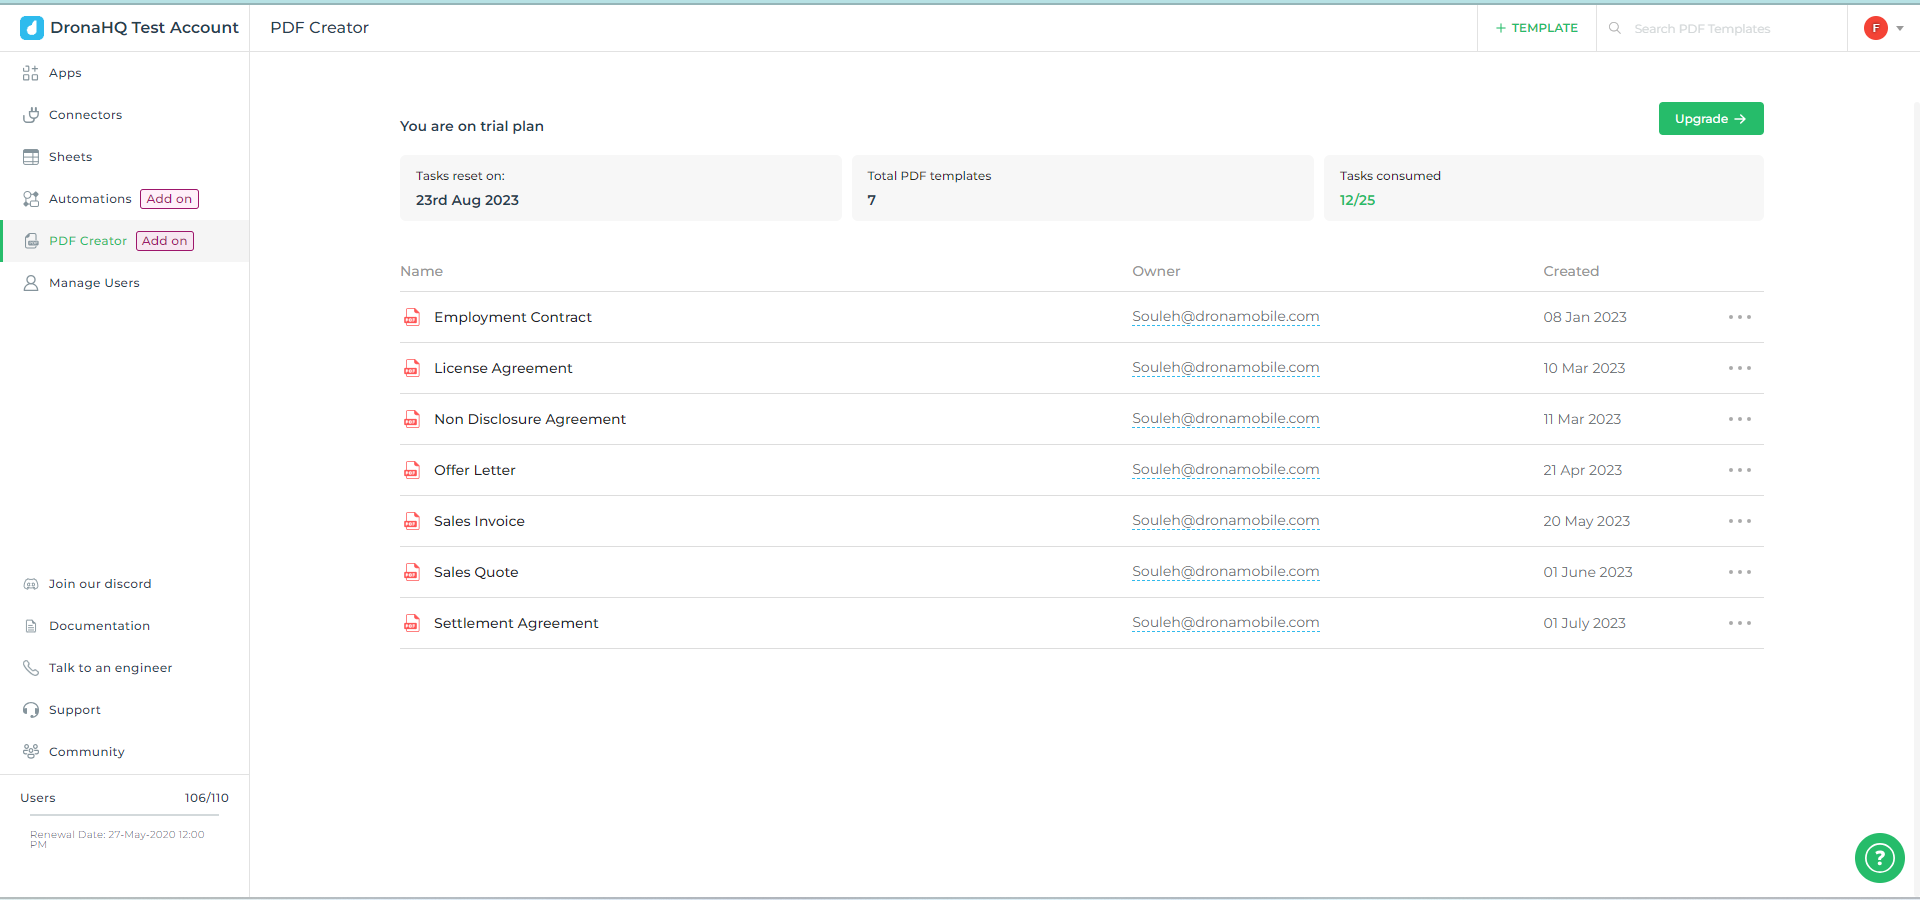 DronaHQ Test Account
PDF Creator
+ TEMPLATE
Search PDF Templates
F
Apps
Connectors
Sheets
Automations Add on
PDF Creator Add on
Manage Users
Join our discord
Documentation
Talk to an engineer
Support
Community
Users 106/110
Renewal Date: 27-May-2020 12:00
PM
You are on trial plan
Upgrade →
Tasks reset on:
23rd Aug 2023
Total PDF templates
7
Tasks consumed
12/25
Name Owner Created
Employment Contract Souleh@dronamobile.com 08 Jan 2023
License Agreement Souleh@dronamobile.com 10 Mar 2023
Non Disclosure Agreement Souleh@dronamobile.com 11 Mar 2023
Offer Letter Souleh@dronamobile.com 21 Apr 2023
Sales Invoice Souleh@dronamobile.com 20 May 2023
Sales Quote Souleh@dronamobile.com 01 June 2023
Settlement Agreement Souleh@dronamobile.com 01 July 2023
?